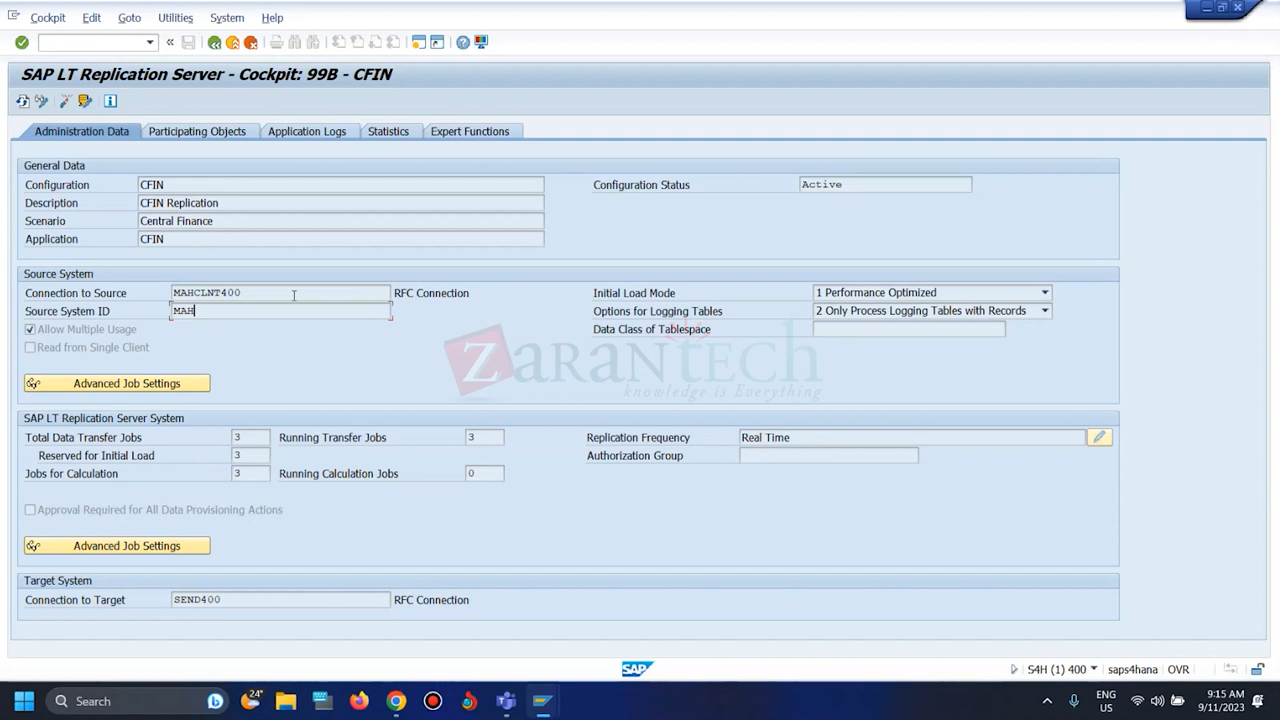 Cockpit Edit Goto Utilities System Help
SAP LT Replication Server - Cockpit: 99B - CFIN
Administration Data Participating Objects Application Logs Statistics Expert Functions
General Data
Configuration CFIN Configuration Status Active
Description CFIN Replication
Scenario Central Finance
Application CFIN
Source System
Connection to Source MAHCLNT400 RFC Connection Initial Load Mode 1 Performance Optimized
Source System ID MAH Options for Logging Tables 2 Only Process Logging Tables with Records
Allow Multiple Usage Data Class of Tablespace
Read from Single Client
zarantech
knowledge is Everything
Advanced Job Settings
SAP LT Replication Server System
Total Data Transfer Jobs 3 Running Transfer Jobs 3 Replication Frequency Real Time
Reserved for Initial Load 3 Authorization Group
Jobs for Calculation 3 Running Calculation Jobs 0
Approval Required for All Data Provisioning Actions
Advanced Job Settings
Target System
Connection to Target SEND400 RFC Connection
SAP S4H (1) 400 saps4hana OVR
Search 24° ENG US 9:15 AM 9/11/2023